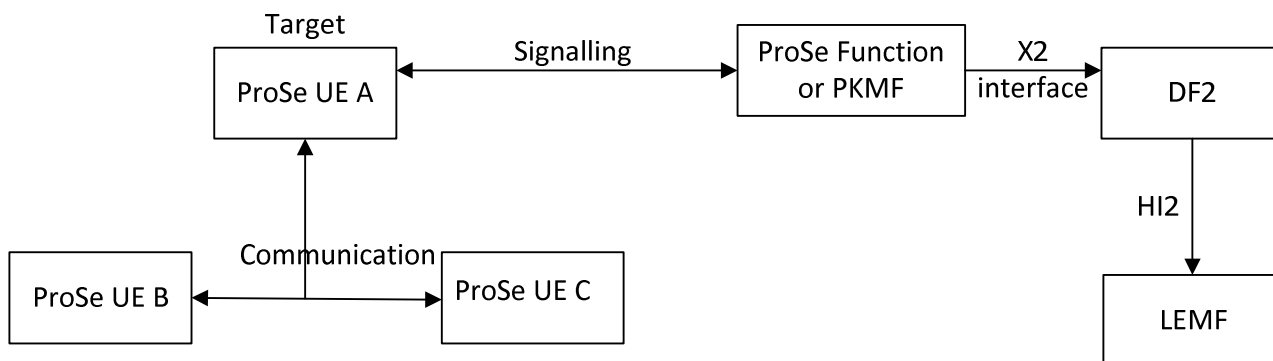 Target
ProSe UE A
Signalling
ProSe Function
or PKMF
X2
interface
DF2
HI2
Communication
ProSe UE B
ProSe UE C
LEMF